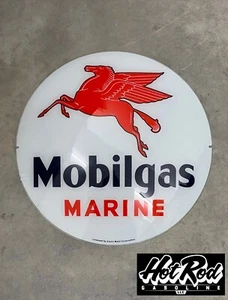 Mobilgas
MARINE
Hot Rod
GASOLINE